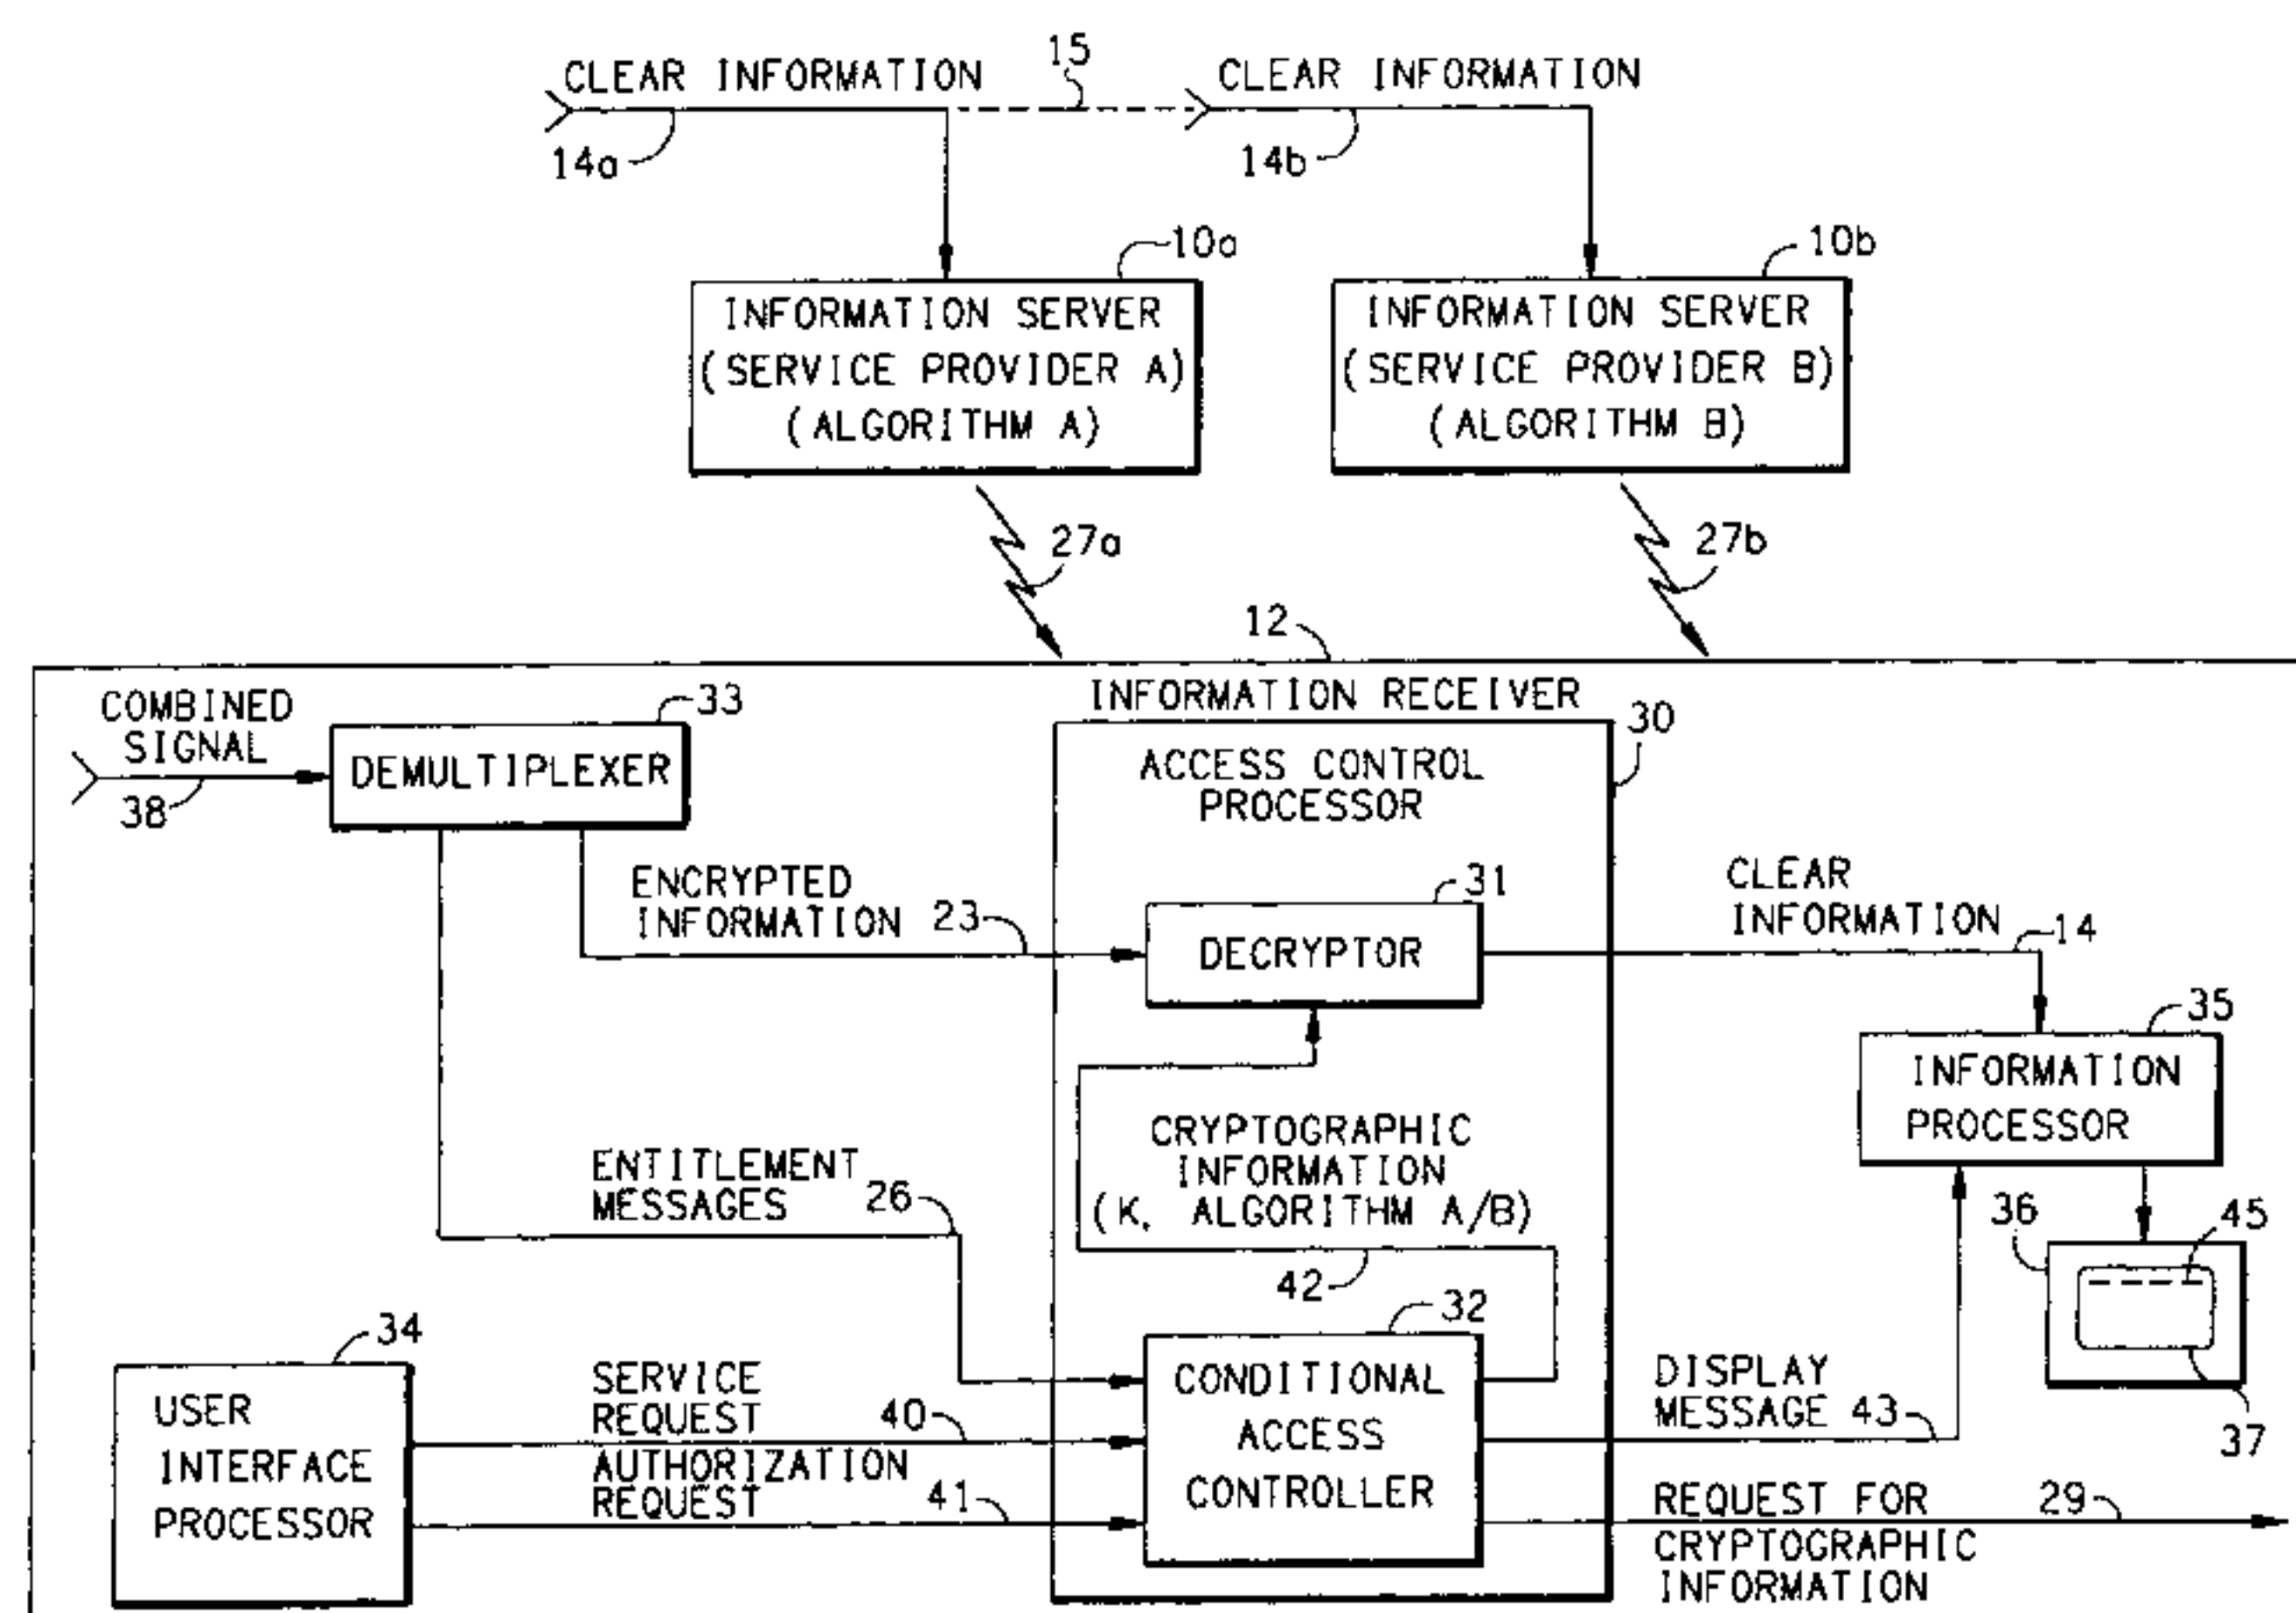 CLEAR INFORMATION
15
CLEAR INFORMATION
14a
14b
10a
10b
INFORMATION SERVER
(SERVICE PROVIDER A)
(ALGORITHM A)
INFORMATION SERVER
(SERVICE PROVIDER B)
(ALGORITHM B)
27a
27b
12
INFORMATION RECEIVER
COMBINED
SIGNAL
38
33
DEMULTIPLEXER
30
ACCESS CONTROL
PROCESSOR
ENCRYPTED
INFORMATION
23
31
DECRYPTOR
CLEAR
INFORMATION
14
35
INFORMATION
PROCESSOR
CRYPTOGRAPHIC
INFORMATION
(K, ALGORITHM A/B)
42
ENTITLEMENT
MESSAGES
26
36
45
37
34
USER
INTERFACE
PROCESSOR
SERVICE
REQUEST
40
AUTHORIZATION
REQUEST
41
32
CONDITIONAL
ACCESS
CONTROLLER
DISPLAY
MESSAGE 43
REQUEST FOR
CRYPTOGRAPHIC
INFORMATION
29